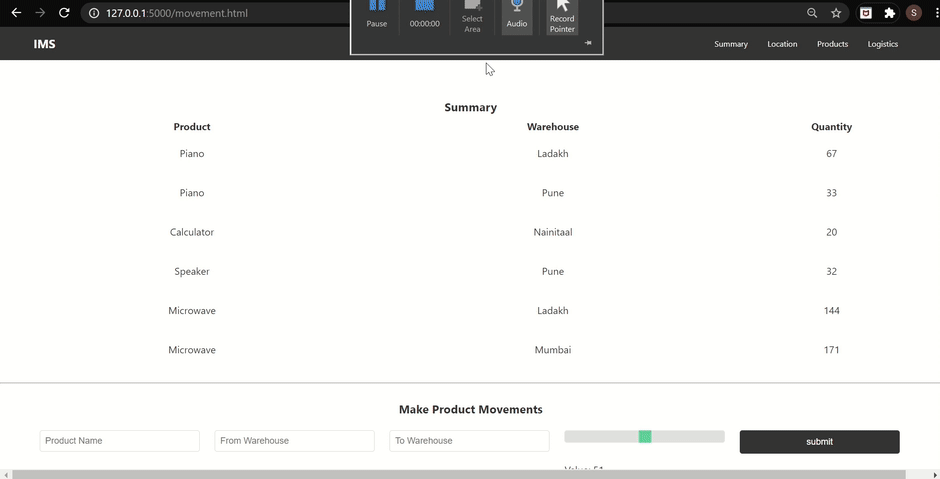 127.0.0.1:5000/movement.html
S
Pause
00:00:00
Select
Area
Audio
Record
Pointer
IMS
Summary Location Products Logistics
Summary
Product Warehouse Quantity
Piano Ladakh 67
Piano Pune 33
Calculator Nainitaal 20
Speaker Pune 32
Microwave Ladakh 144
Microwave Mumbai 171
Make Product Movements
Product Name From Warehouse To Warehouse submit